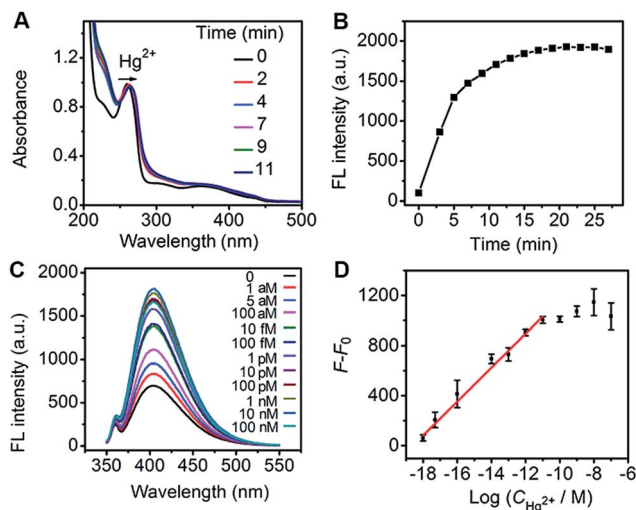 A
Absorbance
1.2
0.8
0.4
0.0
200
300
400
500
Wavelength (nm)
Hg2+
Time (min)
0
2
4
7
9
11
B
FL intensity (a.u.)
2000
1500
1000
500
0
0
5
10
15
20
25
Time (min)
C
FL intensity (a.u.)
2000
1750
1500
1250
1000
750
500
250
0
350
400
450
500
550
Wavelength (nm)
0
1 aM
5 aM
100 aM
10 fM
100 fM
1 pM
10 pM
100 pM
1 nM
10 nM
100 nM
D
F-F0
1200
800
400
0
-18
-16
-14
-12
-10
-8
-6
Log (CHg2+ / M)